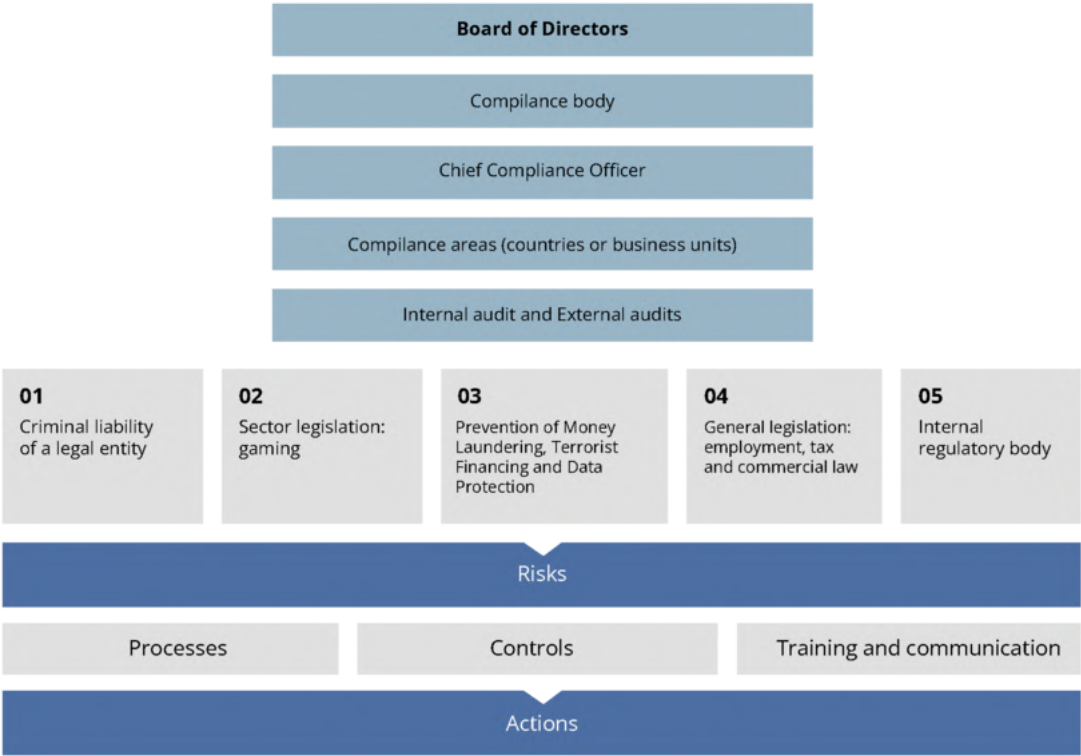 Board of Directors
Compilance body
Chief Compliance Officer
Compilance areas (countries or business units)
Internal audit and External audits
01
Criminal liability
of a legal entity
02
Sector legislation:
gaming
03
Prevention of Money
Laundering, Terrorist
Financing and Data
Protection
04
General legislation:
employment, tax
and commercial law
05
Internal
regulatory body
Risks
Processes
Controls
Training and communication
Actions